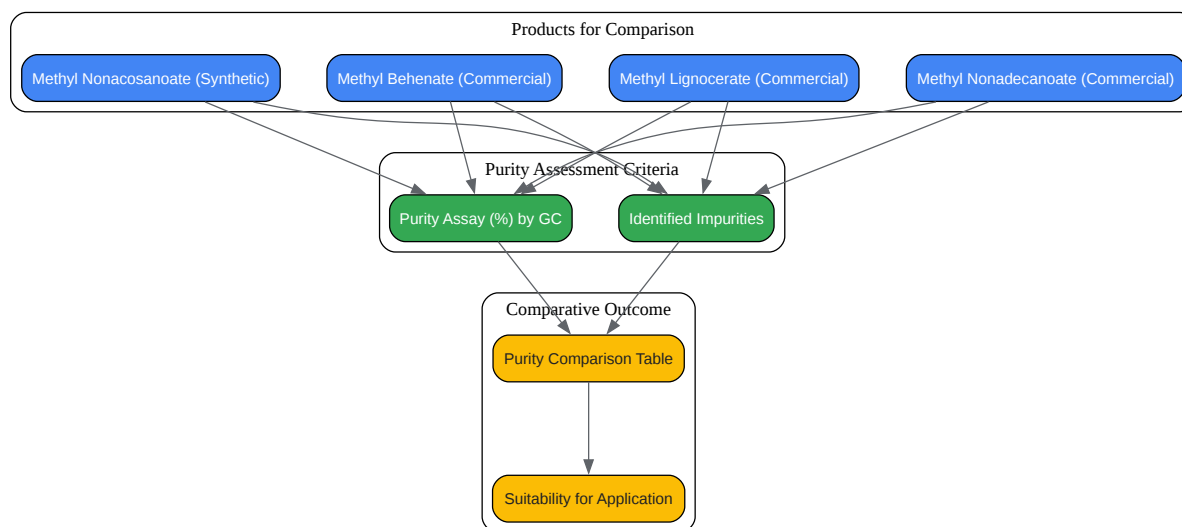 Products for Comparison
Methyl Nonacosanoate (Synthetic)
Methyl Behenate (Commercial)
Methyl Lignocerate (Commercial)
Methyl Nonadecanoate (Commercial)
Purity Assessment Criteria
Purity Assay (%) by GC
Identified Impurities
Comparative Outcome
Purity Comparison Table
Suitability for Application